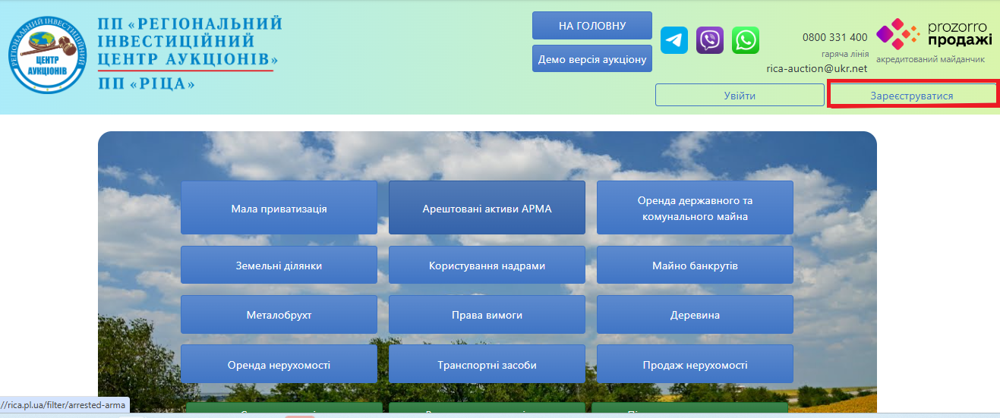 ПП «РЕГІОНАЛЬНИЙ
ІНВЕСТИЦІЙНИЙ
ЦЕНТР АУКЦІОНІВ»
ПП «РІЦА»
РЕГІОНАЛЬНИЙ ІНВЕСТИЦІЙНИЙ
ЦЕНТР
АУКЦІОНІВ
НА ГОЛОВНУ
Демо версія аукціону
0800 331 400
гаряча лінія
rica-auction@ukr.net
prozorro
продажі
акредитований майданчик
Увійти
Зареєструватися
Мала приватизація
Арештовані активи АРМА
Оренда державного та
комунального майна
Земельні ділянки
Користування надрами
Майно банкрутів
Металобрухт
Права вимоги
Деревина
Оренда нерухомості
Транспортні засоби
Продаж нерухомості
//rica.pl.ua/filter/arrested-arma